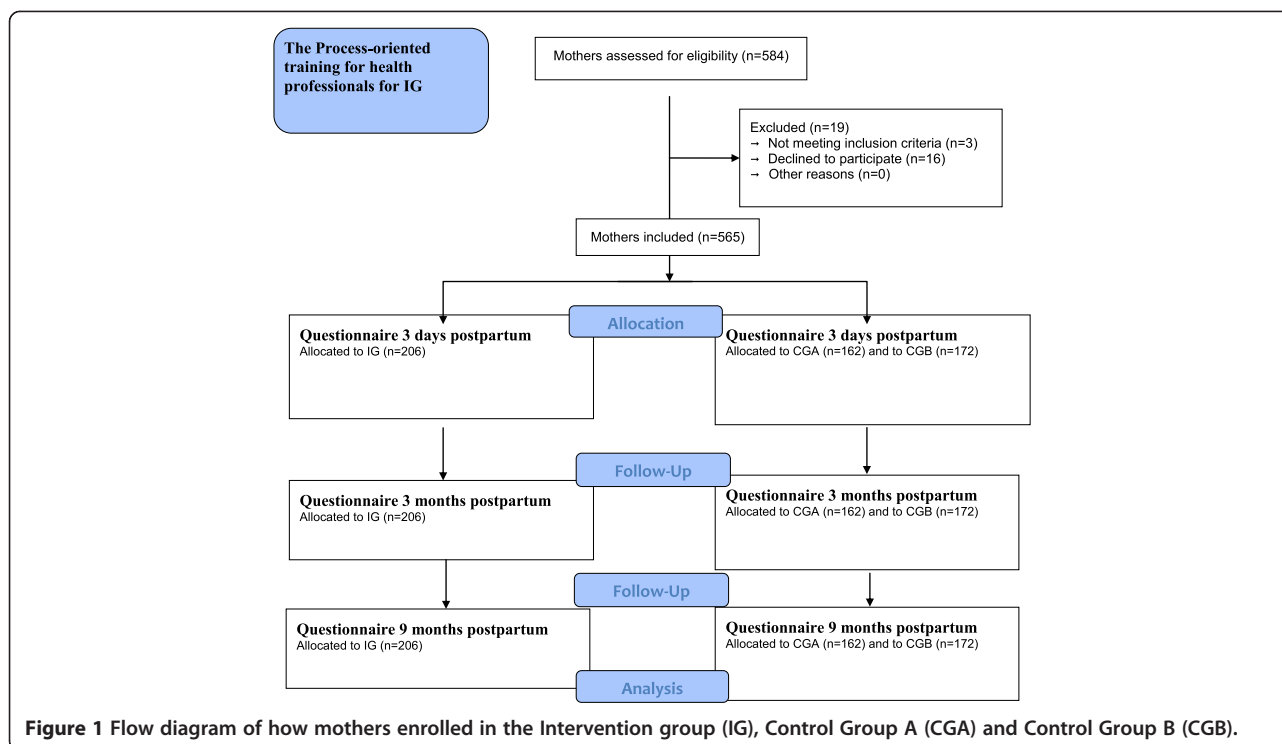 The Process-oriented
training for health
professionals for IG
Mothers assessed for eligibility (n=584)
Excluded (n=19)
→ Not meeting inclusion criteria (n=3)
→ Declined to participate (n=16)
→ Other reasons (n=0)
Mothers included (n=565)
Allocation
Questionnaire 3 days postpartum
Allocated to IG (n=206)
Questionnaire 3 days postpartum
Allocated to CGA (n=162) and to CGB (n=172)
Follow-Up
Questionnaire 3 months postpartum
Allocated to IG (n=206)
Questionnaire 3 months postpartum
Allocated to CGA (n=162) and to CGB (n=172)
Follow-Up
Questionnaire 9 months postpartum
Allocated to IG (n=206)
Questionnaire 9 months postpartum
Allocated to CGA (n=162) and to CGB (n=172)
Analysis
Figure 1 Flow diagram of how mothers enrolled in the Intervention group (IG), Control Group A (CGA) and Control Group B (CGB).